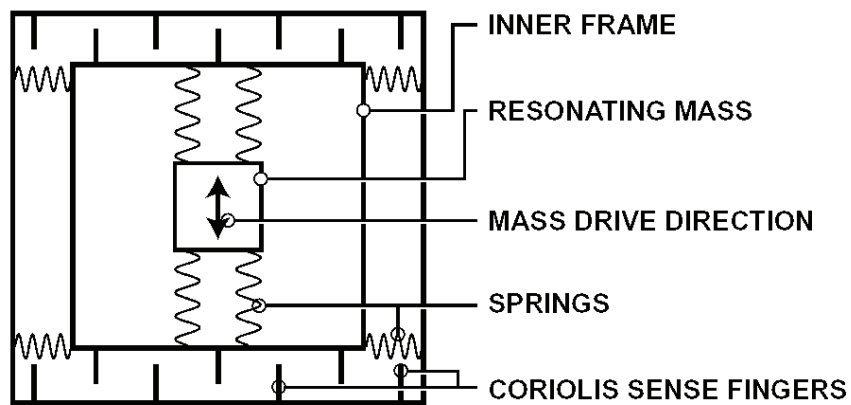 INNER FRAME
RESONATING MASS
MASS DRIVE DIRECTION
SPRINGS
CORIOLIS SENSE FINGERS